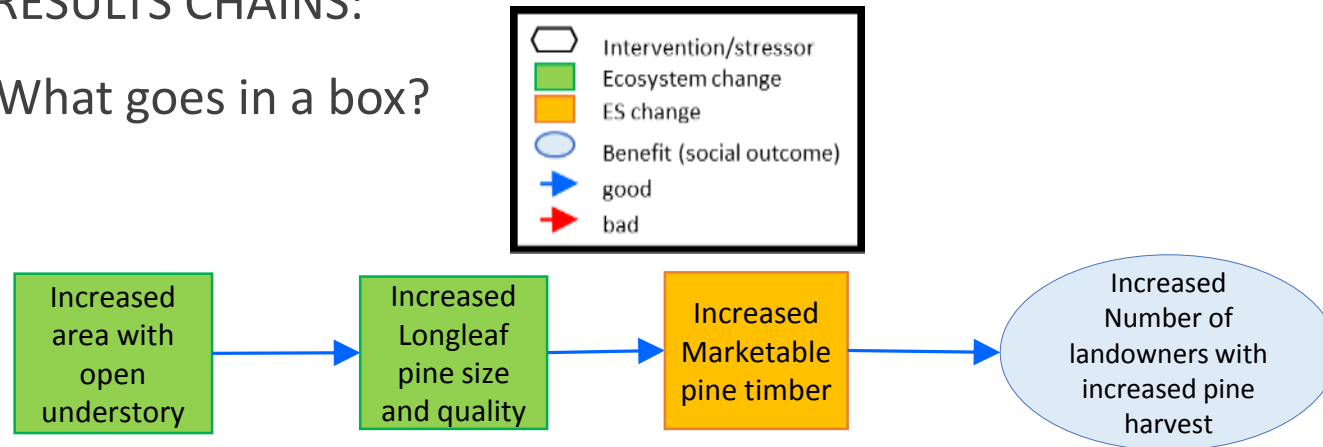 RESULTS CHAINS:
What goes in a box?
Intervention/stressor
Ecosystem change
ES change
Benefit (social outcome)
good
bad
Increased
area with
open
understory
Increased
Longleaf
pine size
and quality
Increased
Marketable
pine timber
Increased
Number of
landowners with
increased pine
harvest